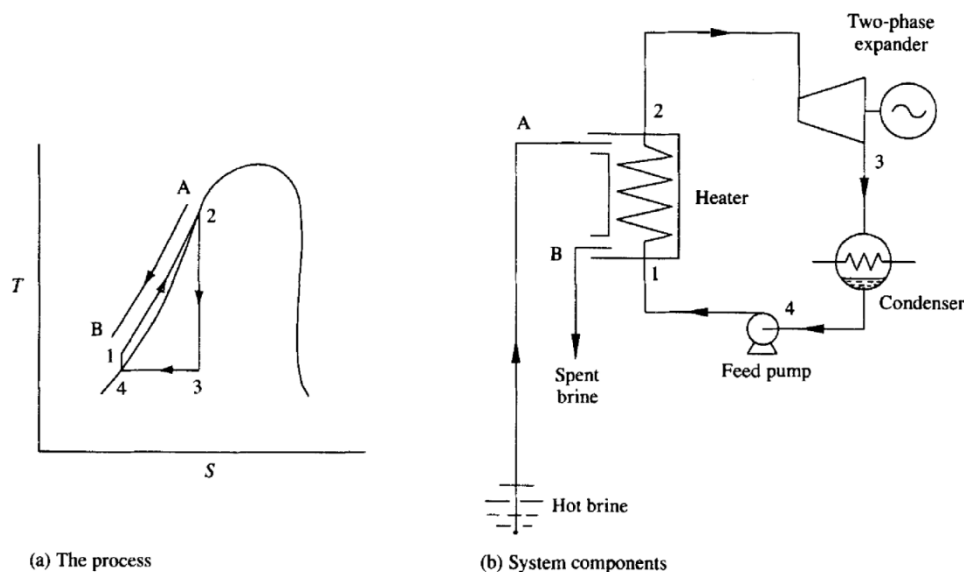 T
A
B
1
2
3
4
S
(a) The process
Two-phase
expander
A
2
3
Heater
B
1
Condenser
4
Spent
brine
Feed pump
Hot brine
(b) System components